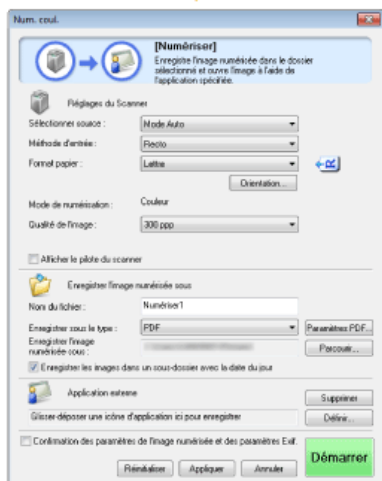 Num. coul.
[Numériser]
Enregistre l'image numérisée dans le dossier
sélectionné et ouvre l'image à l'aide de
l'application spécifiée.
Réglages du Scanner
Sélectionner source : Mode Auto
Méthode d'entrée : Recto
Format papier : Lettre
Orientation...
Mode de numérisation : Couleur
Qualité de l'image : 300 ppp
Afficher le pilote du scanner
Enregistrer l'image numérisée sous
Nom du fichier : Numériser1
Enregistrer sous le type : PDF Paramètres PDF...
Enregistrer l'image
numérisée sous : Parcourir...
Enregistrer les images dans un sous-dossier avec la date du jour
Application externe
Supprimer
Glisser-déposer une icône d'application ici pour enregistrer Définir...
Confirmation des paramètres de l'image numérisée et des paramètres Exif.
Démarrer
Réinitialiser Appliquer Annuler